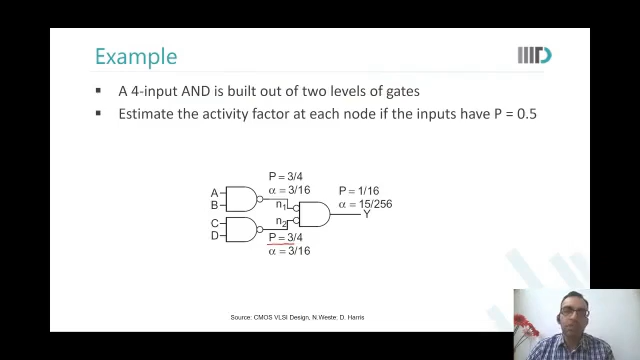 Example
A 4-input AND is built out of two levels of gates
Estimate the activity factor at each node if the inputs have P = 0.5
P = 3/4
α = 3/16
P = 1/16
α = 15/256
A
B
n1
Y
C
D
n2
P = 3/4
α = 3/16
Source: CMOS VLSI Design, N.Weste; D. Harris